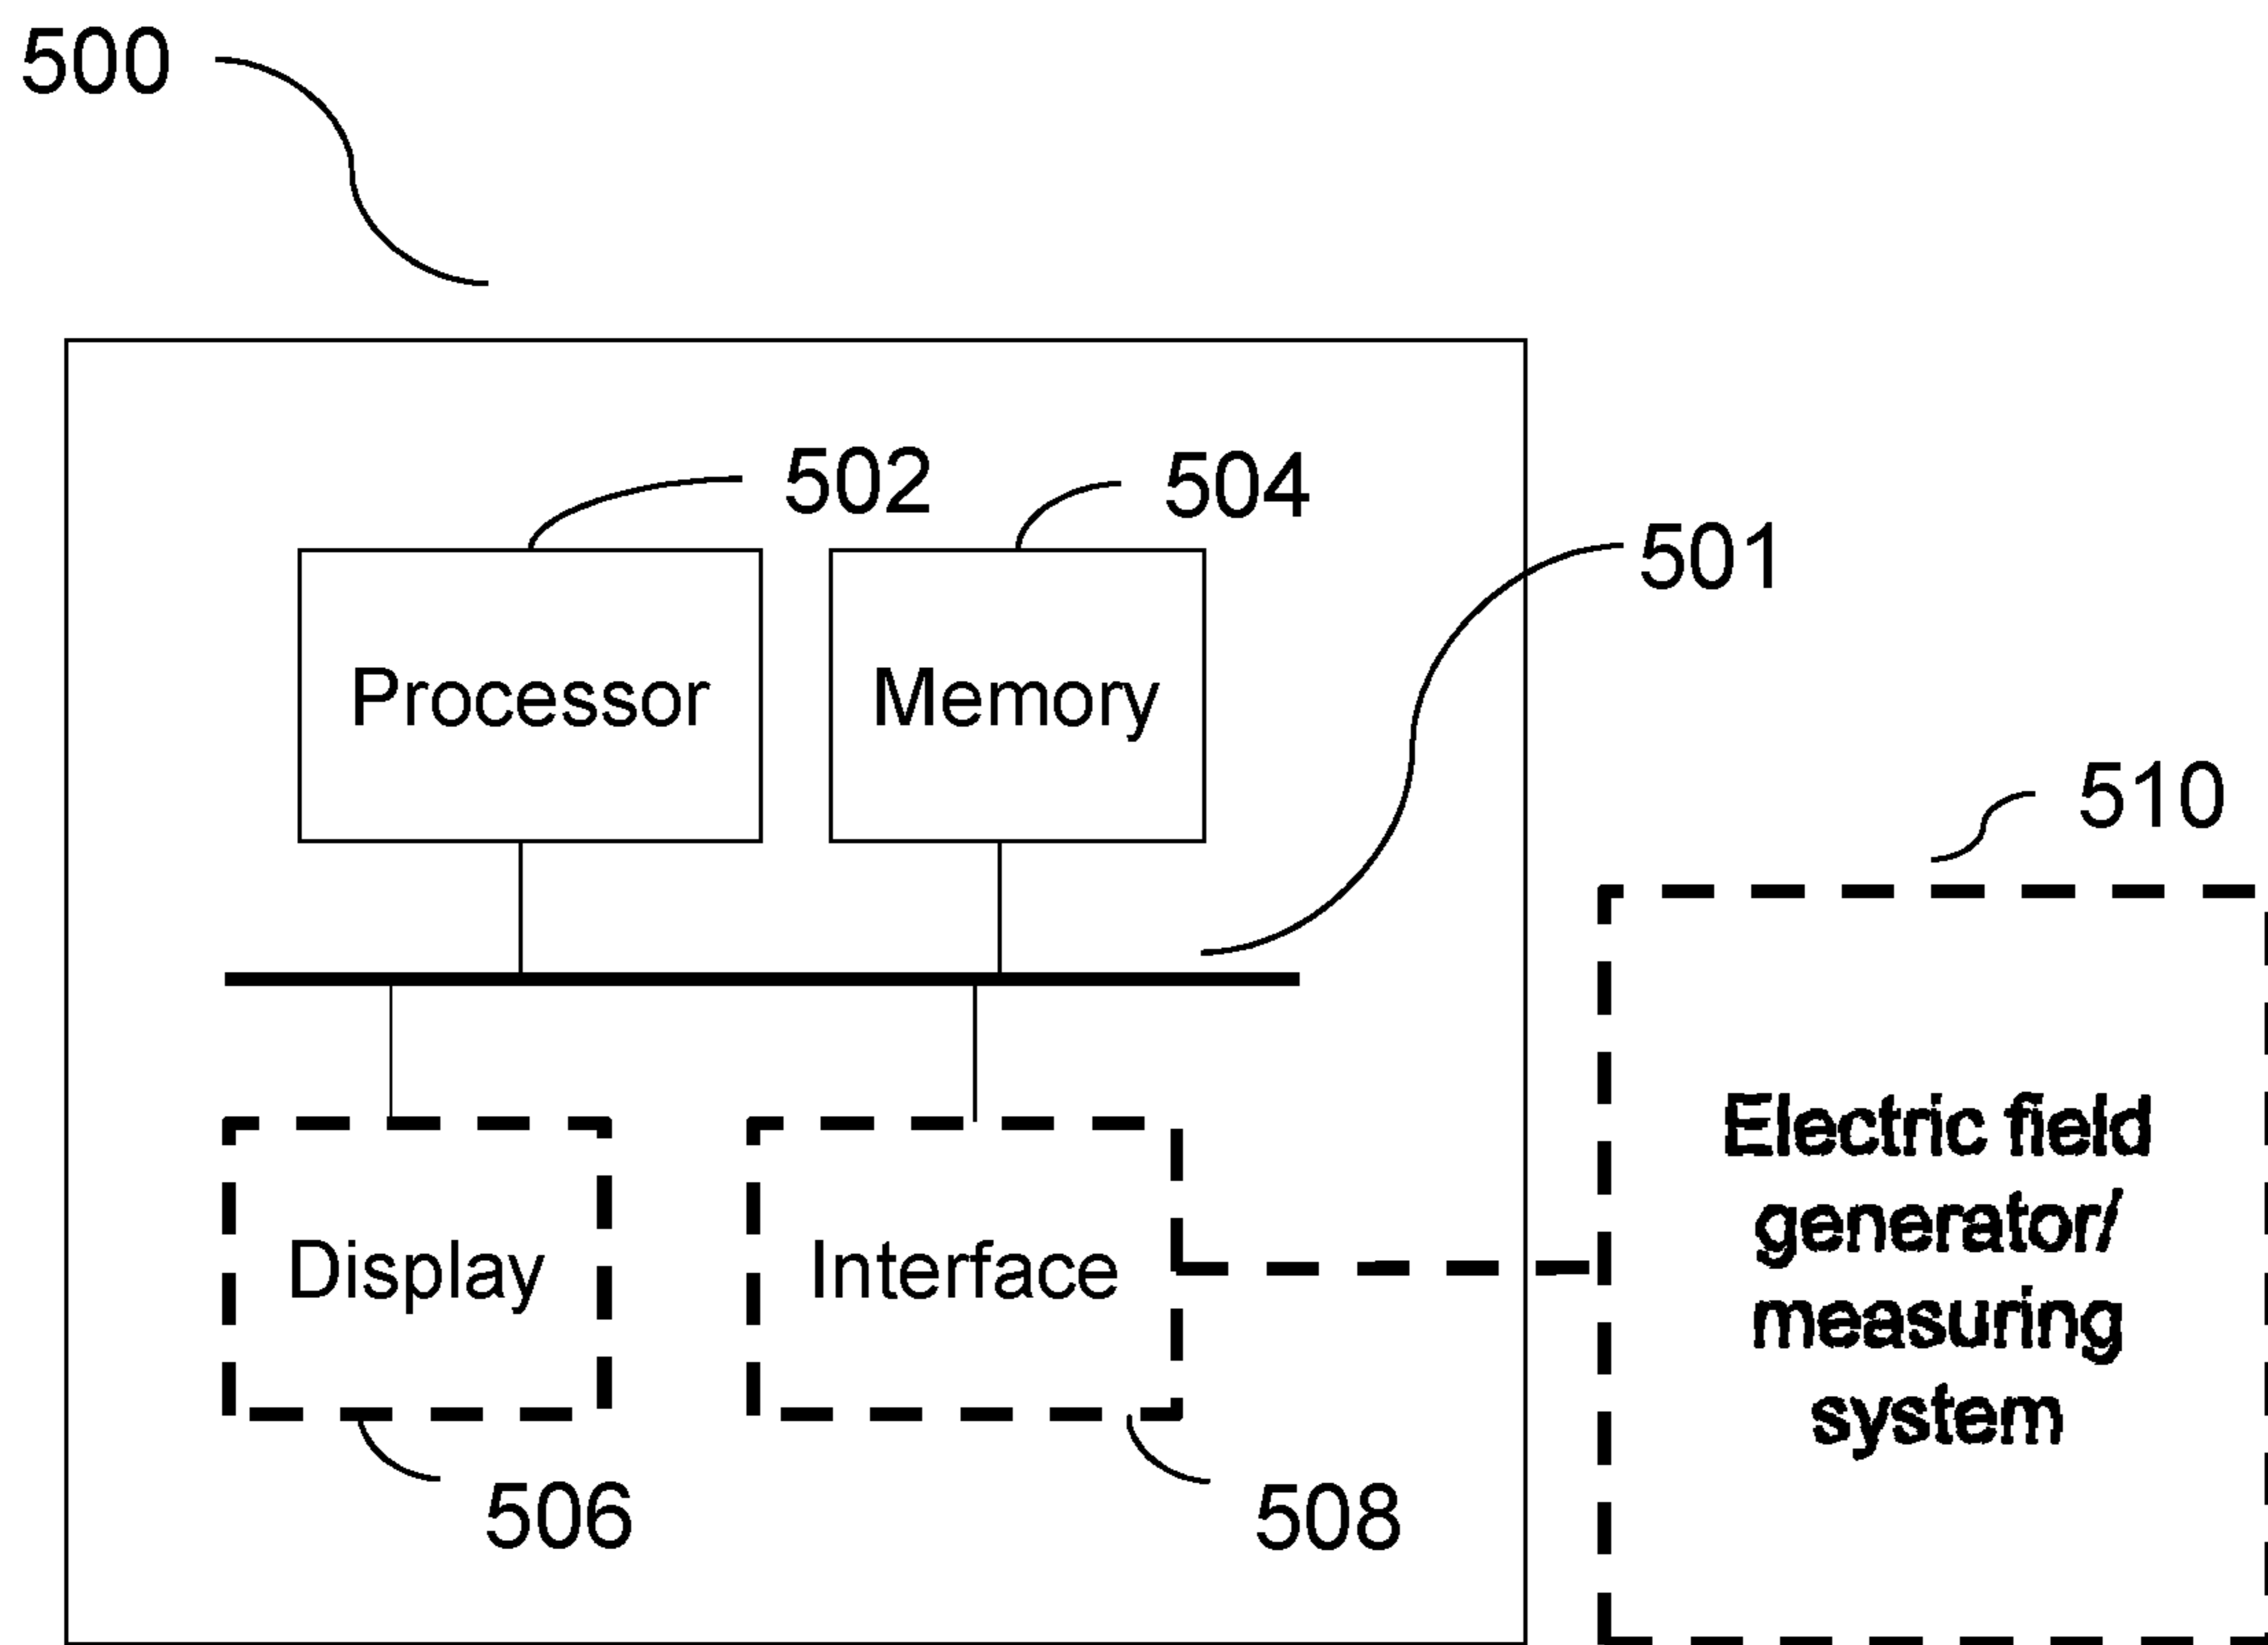 500
502
504
501
Processor
Memory
510
Electric field
generator/
measuring
system
Display
Interface
506
508